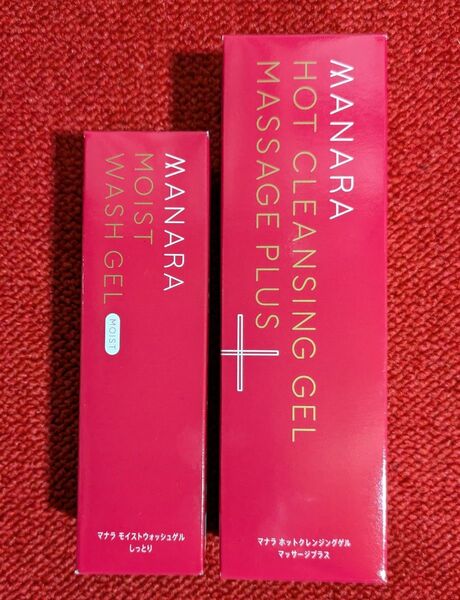 MANARA
MOIST
WASH GEL
MOIST
マナラ モイストウォッシュゲル
しっとり
MANARA
HOT CLEANSING GEL
MASSAGE PLUS
マナラ ホットクレンジングゲル
マッサージプラス